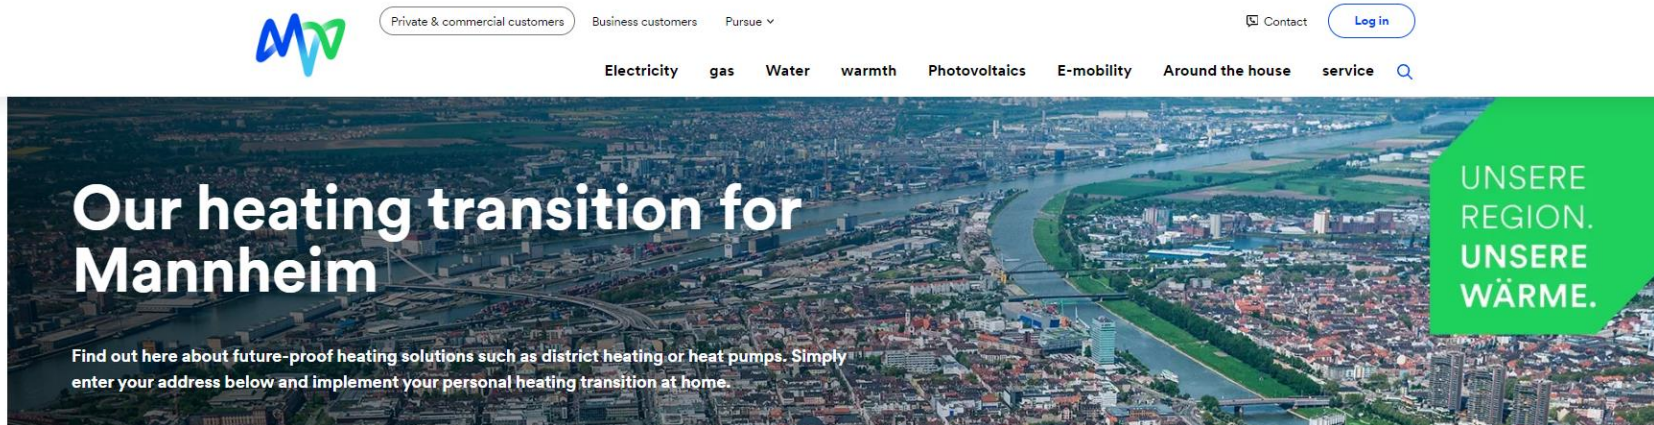 MVV
Private & commercial customers
Business customers
Pursue
Contact
Log in
Electricity
gas
Water
warmth
Photovoltaics
E-mobility
Around the house
service
Our heating transition for
Mannheim
Find out here about future-proof heating solutions such as district heating or heat pumps. Simply
enter your address below and implement your personal heating transition at home.
UNSERE
REGION.
UNSERE
WÄRME.